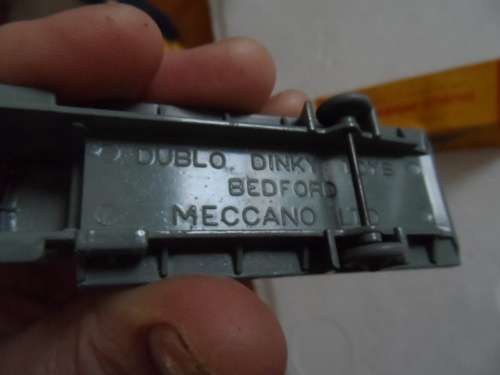 DUBLO DINKY TOYS
BEDFORD
MECCANO LTD